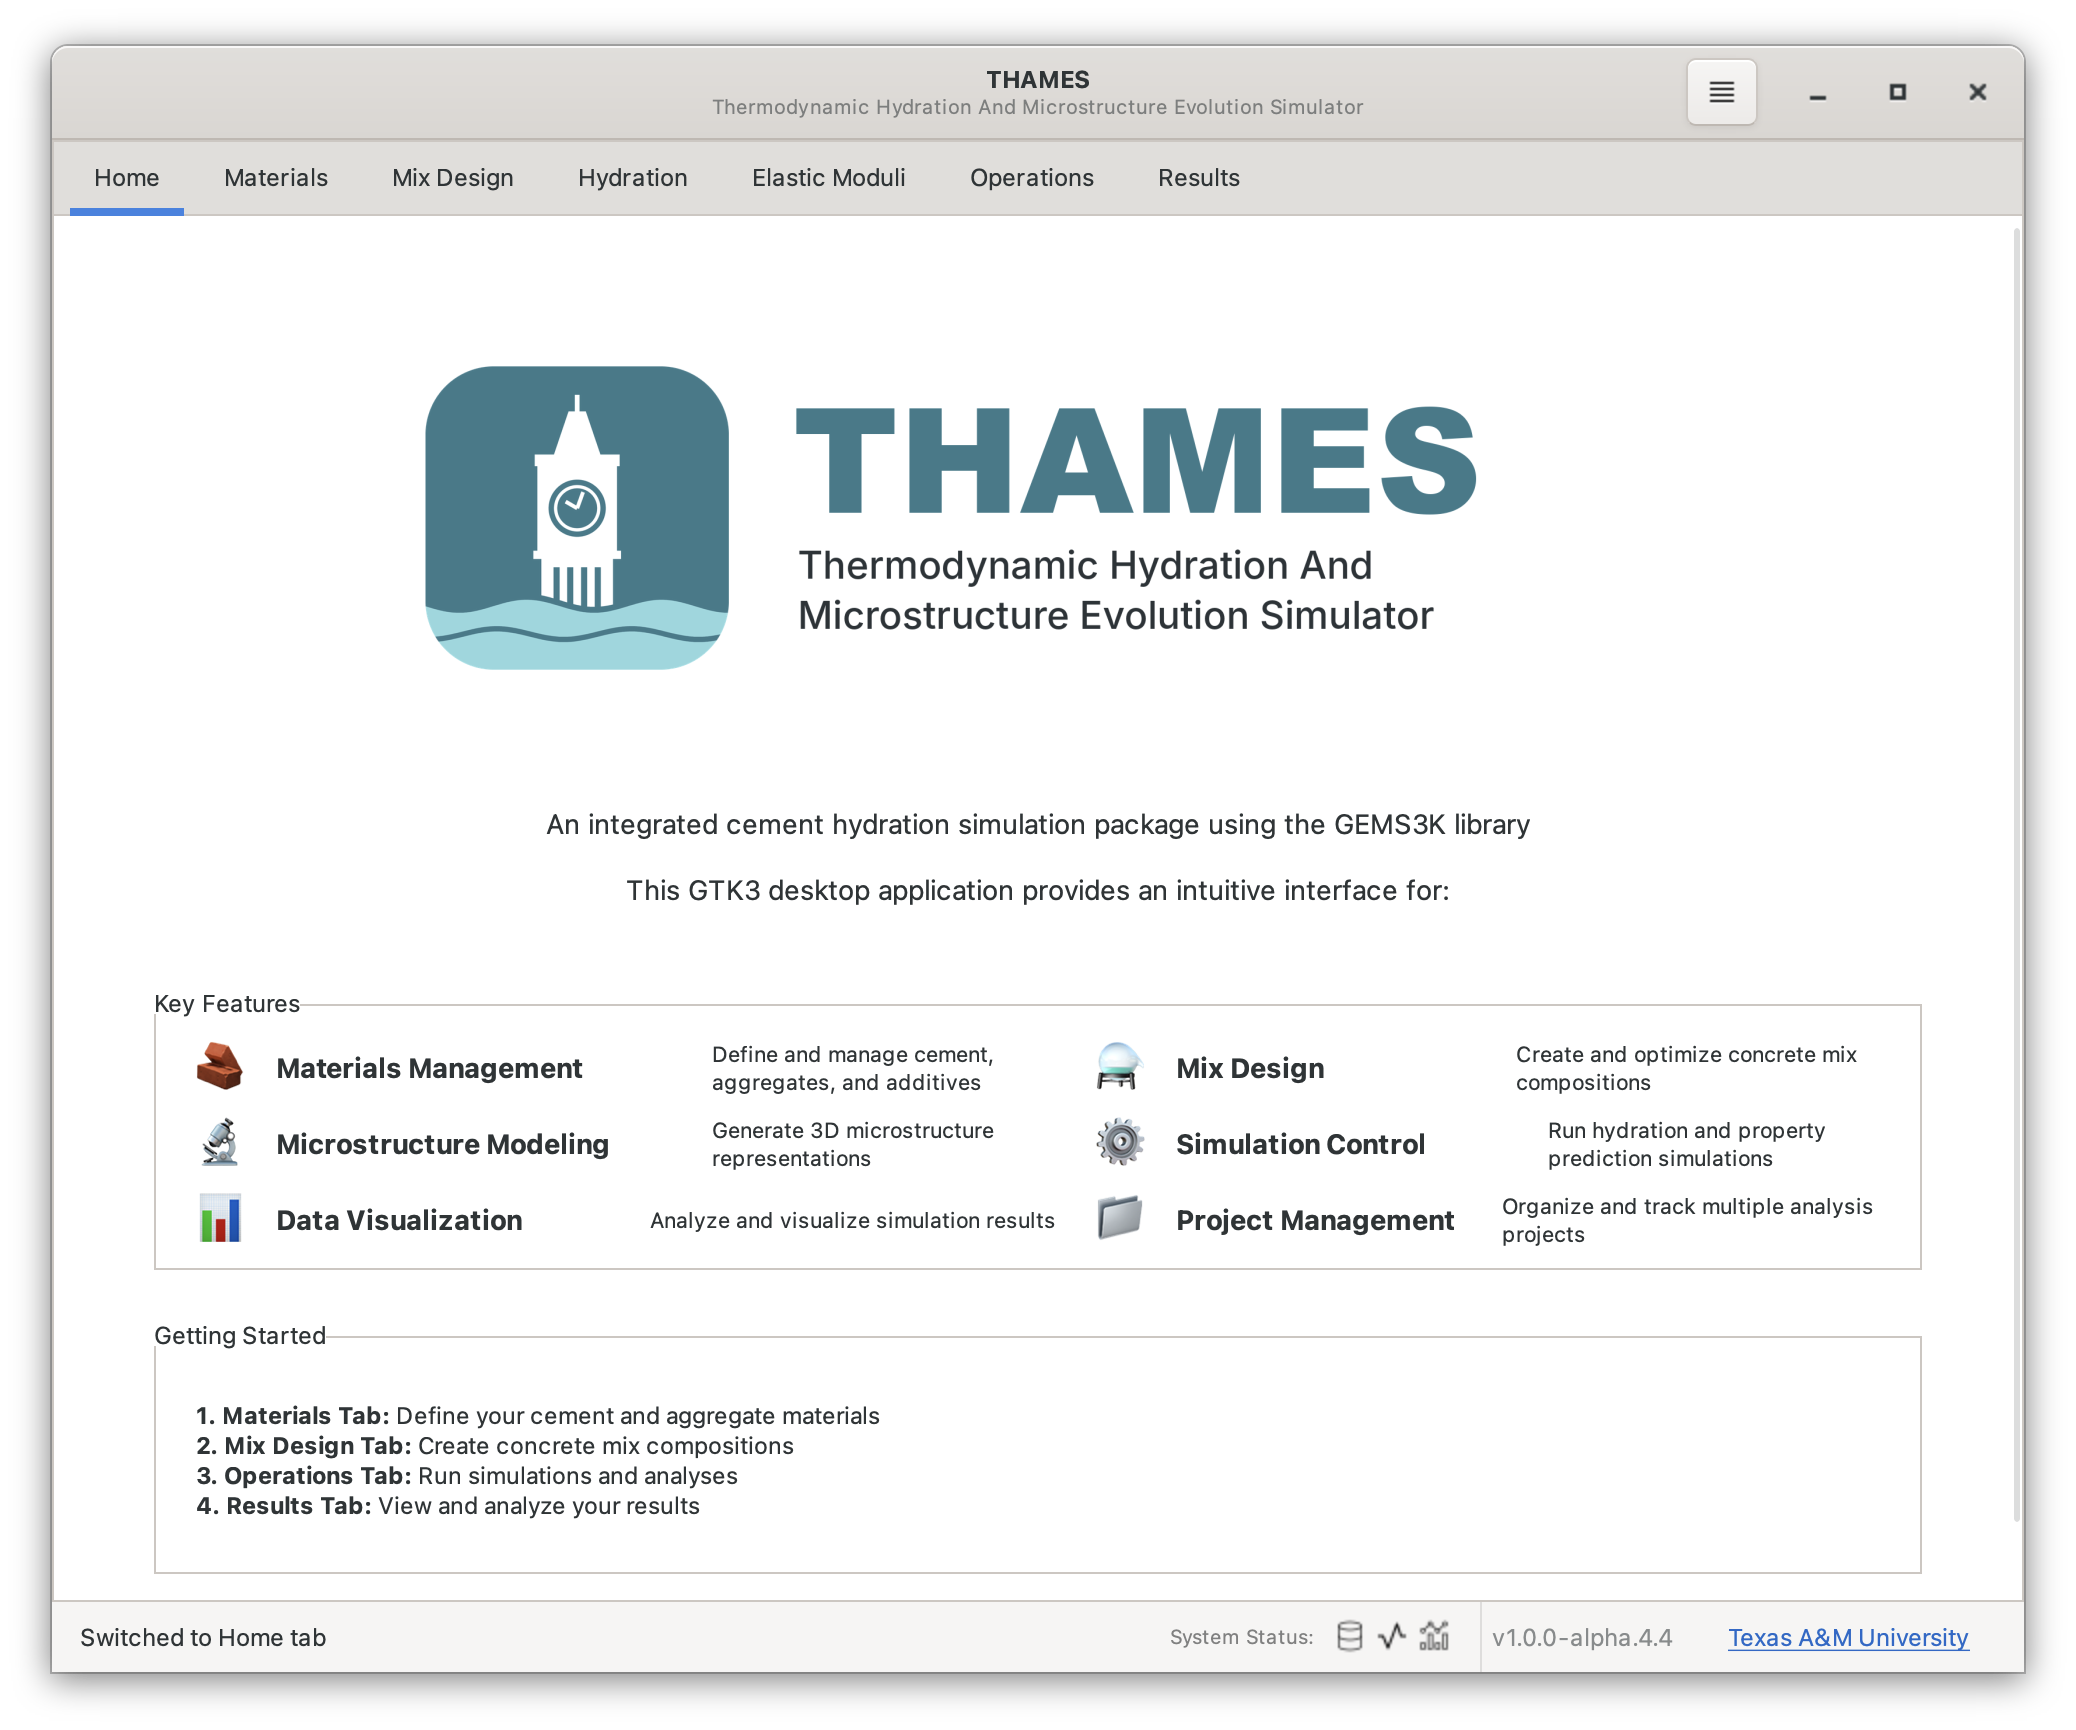 THAMES
Thermodynamic Hydration And Microstructure Evolution Simulator
Home
Materials
Mix Design
Hydration
Elastic Moduli
Operations
Results
THAMES
Thermodynamic Hydration And
Microstructure Evolution Simulator
An integrated cement hydration simulation package using the GEMS3K library
This GTK3 desktop application provides an intuitive interface for:
Key Features
Materials Management
Define and manage cement,
aggregates, and additives
Mix Design
Create and optimize concrete mix
compositions
Microstructure Modeling
Generate 3D microstructure
representations
Simulation Control
Run hydration and property
prediction simulations
Data Visualization
Analyze and visualize simulation results
Project Management
Organize and track multiple analysis
projects
Getting Started
1. Materials Tab: Define your cement and aggregate materials
2. Mix Design Tab: Create concrete mix compositions
3. Operations Tab: Run simulations and analyses
4. Results Tab: View and analyze your results
Switched to Home tab
System Status:
v1.0.0-alpha.4.4
Texas A&M University